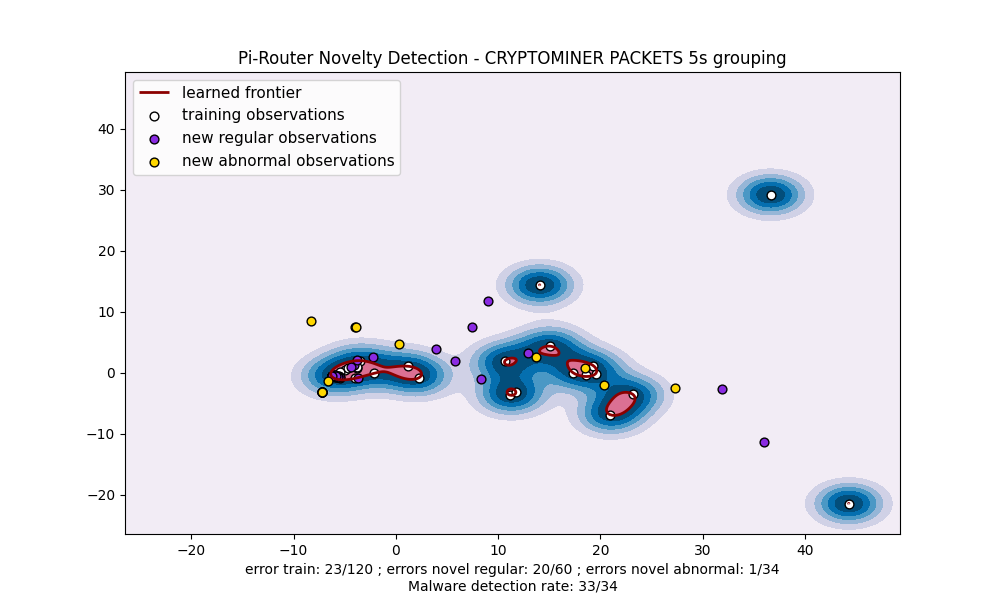 Pi-Router Novelty Detection - CRYPTOMINER PACKETS 5s grouping
learned frontier
training observations
new regular observations
new abnormal observations
40
30
20
10
0
−10
−20
−20 −10 0 10 20 30 40
error train: 23/120 ; errors novel regular: 20/60 ; errors novel abnormal: 1/34
Malware detection rate: 33/34